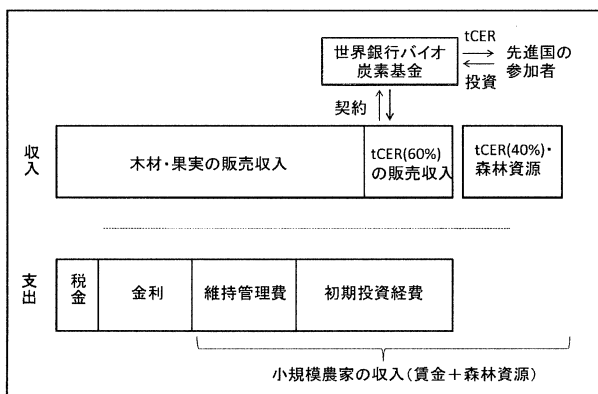 世界銀行バイオ
炭素基金
tCER
投資
先進国の
参加者
契約
収入
木材・果実の販売収入
tCER(60%)
の販売収入
tCER(40%)・
森林資源
支出
税金
金利
維持管理費
初期投資経費
小規模農家の収入(賃金＋森林資源)